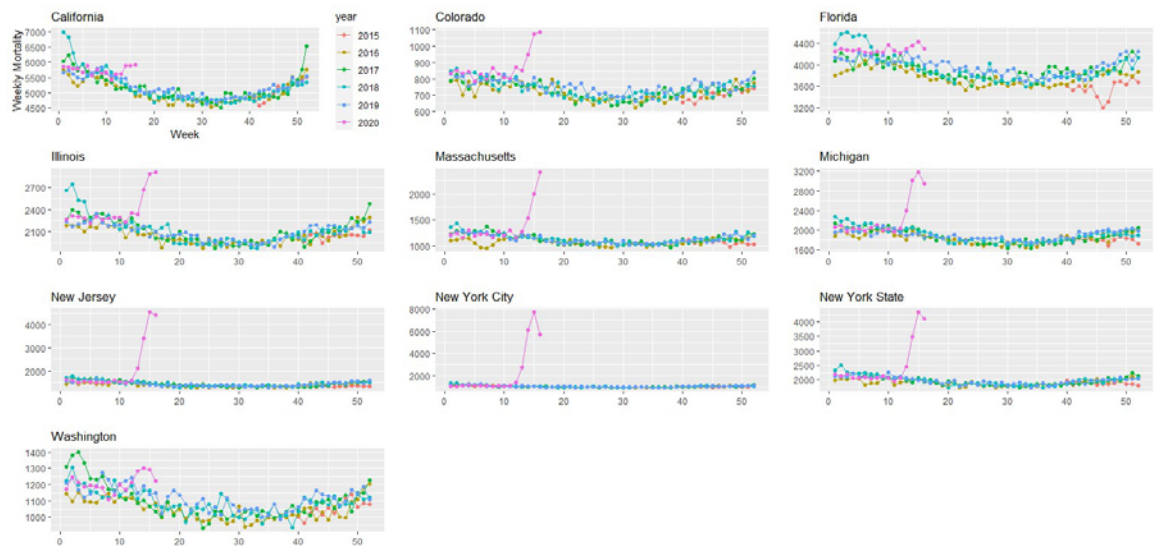 California
Colorado
Florida
year
2015
2016
2017
2018
2019
2020
Weekly Mortality
7000
6500
6000
5500
5000
4500
0 10 20 30 40 50
Week
1100
1000
900
800
700
600
0 10 20 30 40 50
4400
4000
3600
3200
0 10 20 30 40 50
Illinois
Massachusetts
Michigan
2700
2400
2100
0 10 20 30 40 50
2000
1500
1000
0 10 20 30 40 50
3200
2800
2400
2000
1600
0 10 20 30 40 50
New Jersey
New York City
New York State
4000
3000
2000
0 10 20 30 40 50
8000
6000
4000
2000
0 10 20 30 40 50
4000
3500
3000
2500
2000
0 10 20 30 40 50
Washington
1400
1300
1200
1100
1000
0 10 20 30 40 50